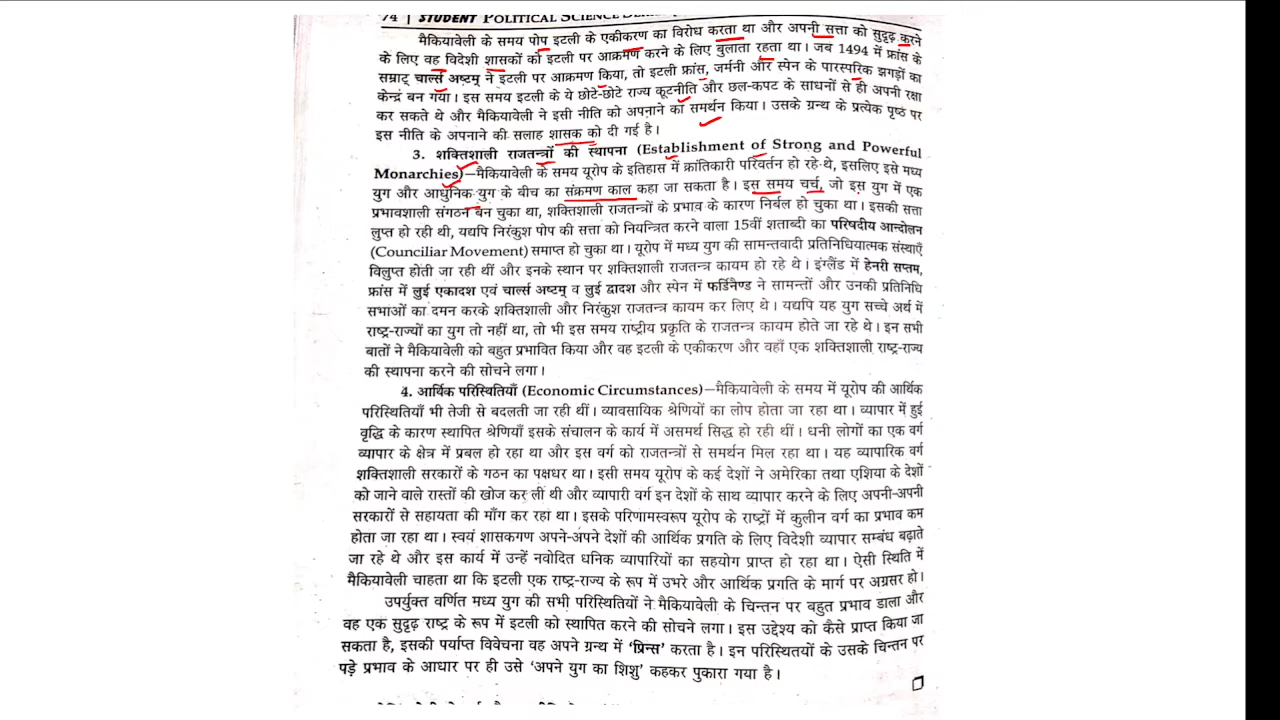 74 | STUDENT POLITICAL SCIENCE
मैकियावेली के समय पोप इटली के एकीकरण का विरोध करता था और अपनी सत्ता को सुदृढ़ करने
के लिए वह विदेशी शासकों को इटली पर आक्रमण करने के लिए बुलाता रहता था। जब 1494 में फ्रांस के
सम्राट् चार्ल्स अष्टम् ने इटली पर आक्रमण किया, तो इटली फ्रांस, जर्मनी और स्पेन के पारस्परिक झगड़ों का
केन्द्र बन गया। इस समय इटली के ये छोटे-छोटे राज्य कूटनीति और छल-कपट के साधनों से ही अपनी रक्षा
कर सकते थे और मैकियावेली ने इसी नीति को अपनाने का समर्थन किया। उसके ग्रन्थ के प्रत्येक पृष्ठ पर
इस नीति के अपनाने की सलाह शासक को दी गई है।
3. शक्तिशाली राजतन्त्रों की स्थापना (Establishment of Strong and Powerful
Monarchies)—मैकियावेली के समय यूरोप के इतिहास में क्रांतिकारी परिवर्तन हो रहे थे, इसलिए इसे मध्य
युग और आधुनिक युग के बीच का संक्रमण काल कहा जा सकता है। इस समय चर्च, जो इस युग में एक
प्रभावशाली संगठन बन चुका था, शक्तिशाली राजतन्त्रों के प्रभाव के कारण निर्बल हो चुका था। इसकी सत्ता
लुप्त हो रही थी, यद्यपि निरंकुश पोप की सत्ता को नियन्त्रित करने वाला 15वीं शताब्दी का परिषदीय आन्दोलन
(Counciliar Movement) समाप्त हो चुका था। यूरोप में मध्य युग की सामन्तवादी प्रतिनिधियात्मक संस्थाएँ
विलुप्त होती जा रही थीं और इनके स्थान पर शक्तिशाली राजतन्त्र कायम हो रहे थे। इंग्लैंड में हेनरी सप्तम,
फ्रांस में लुई एकादश एवं चार्ल्स अष्टम् व लुई द्वादश और स्पेन में फर्डिनैण्ड ने सामन्तों और उनकी प्रतिनिधि
सभाओं का दमन करके शक्तिशाली और निरंकुश राजतन्त्र कायम कर लिए थे। यद्यपि यह युग सच्चे अर्थ में
राष्ट्र-राज्यों का युग तो नहीं था, तो भी इस समय राष्ट्रीय प्रकृति के राजतन्त्र कायम होते जा रहे थे। इन सभी
बातों ने मैकियावेली को बहुत प्रभावित किया और वह इटली के एकीकरण और वहाँ एक शक्तिशाली राष्ट्र-राज्य
की स्थापना करने की सोचने लगा।
4. आर्थिक परिस्थितियाँ (Economic Circumstances)—मैकियावेली के समय में यूरोप की आर्थिक
परिस्थितियाँ भी तेजी से बदलती जा रही थीं। व्यावसायिक श्रेणियों का लोप होता जा रहा था। व्यापार में हुई
वृद्धि के कारण स्थापित श्रेणियाँ इसके संचालन के कार्य में असमर्थ सिद्ध हो रही थीं। धनी लोगों का एक वर्ग
व्यापार के क्षेत्र में प्रबल हो रहा था और इस वर्ग को राजतन्त्रों से समर्थन मिल रहा था। यह व्यापारिक वर्ग
शक्तिशाली सरकारों के गठन का पक्षधर था। इसी समय यूरोप के कई देशों ने अमेरिका तथा एशिया के देशों
को जाने वाले रास्तों की खोज कर ली थी और व्यापारी वर्ग इन देशों के साथ व्यापार करने के लिए अपनी-अपनी
सरकारों से सहायता की माँग कर रहा था। इसके परिणामस्वरूप यूरोप के राष्ट्रों में कुलीन वर्ग का प्रभाव कम
होता जा रहा था। स्वयं शासकगण अपने-अपने देशों की आर्थिक प्रगति के लिए विदेशी व्यापार सम्बंध बढ़ाते
जा रहे थे और इस कार्य में उन्हें नवोदित धनिक व्यापारियों का सहयोग प्राप्त हो रहा था। ऐसी स्थिति में
मैकियावेली चाहता था कि इटली एक राष्ट्र-राज्य के रूप में उभरे और आर्थिक प्रगति के मार्ग पर अग्रसर हो।
उपर्युक्त वर्णित मध्य युग की सभी परिस्थितियों ने मैकियावेली के चिन्तन पर बहुत प्रभाव डाला और
वह एक सुदृढ़ राष्ट्र के रूप में इटली को स्थापित करने की सोचने लगा। इस उद्देश्य को कैसे प्राप्त किया जा
सकता है, इसकी पर्याप्त विवेचना वह अपने ग्रन्थ में ‘प्रिन्स’ करता है। इन परिस्थितयों के उसके चिन्तन पर
पड़े प्रभाव के आधार पर ही उसे ‘अपने युग का शिशु’ कहकर पुकारा गया है।